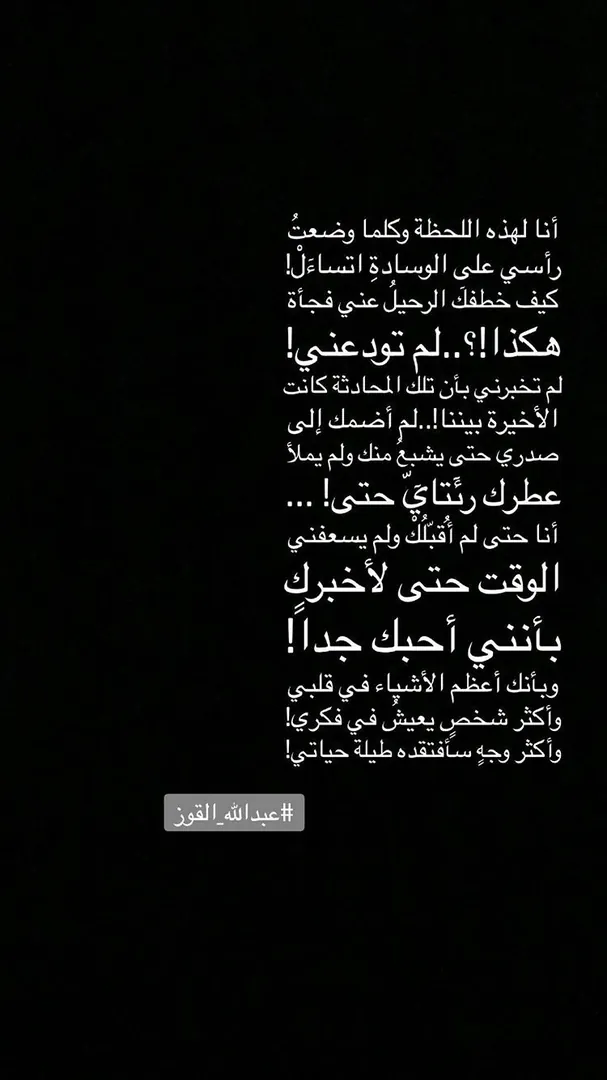 أنا لهذه اللحظة وكلما وضعتُ
رأسي على الوسادةِ اتساءَلْ!
كيف خطفكَ الرحيلُ عني فجأة
هكذا!؟..لم تودعني!
لم تخبرني بأن تلك المحادثة كانت
الأخيرة بيننا!..لم أضمك إلى
صدري حتى يشبعُ منك ولم يملأ
عطرك رئَتايَّ حتى! ...
أنا حتى لم أُقبّلُكْ ولم يسعفني
الوقت حتى لأخبرك
بأنني أحبك جداً!
وبأنك أعظم الأشياء في قلبي
وأكثر شخصٍ يعيشُ في فكري!
وأكثر وجهٍ سأفتقده طيلة حياتي!
#عبدالله_القوز